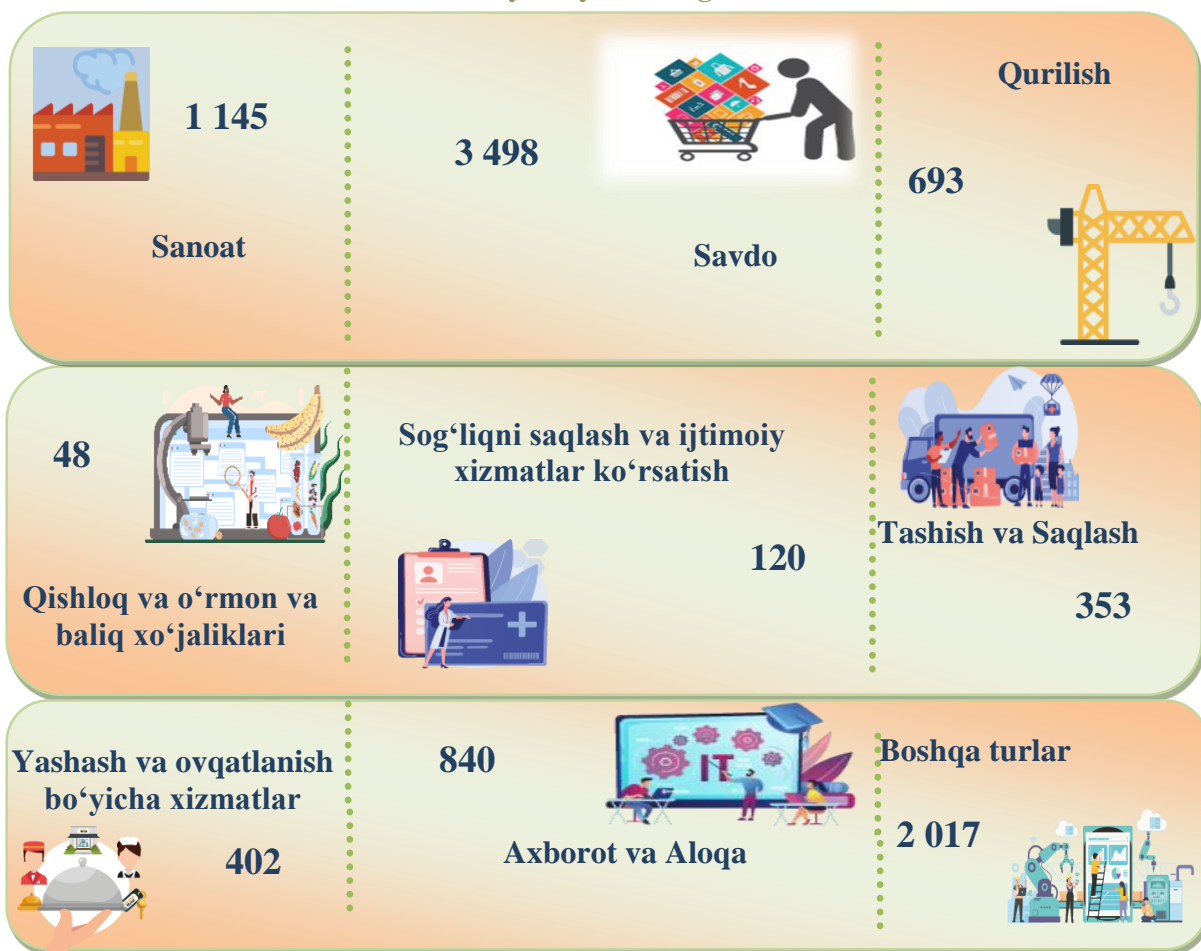 1 145
Sanoat
3 498
Savdo
Qurilish
693
48
Qishloq va o‘rmon va
baliq xo‘jaliklari
Sog‘liqni saqlash va ijtimoiy
xizmatlar ko‘rsatish
120
Tashish va Saqlash
353
Yashash va ovqatlanish
bo‘yicha xizmatlar
402
840
IT
Axborot va Aloqa
Boshqa turlar
2 017